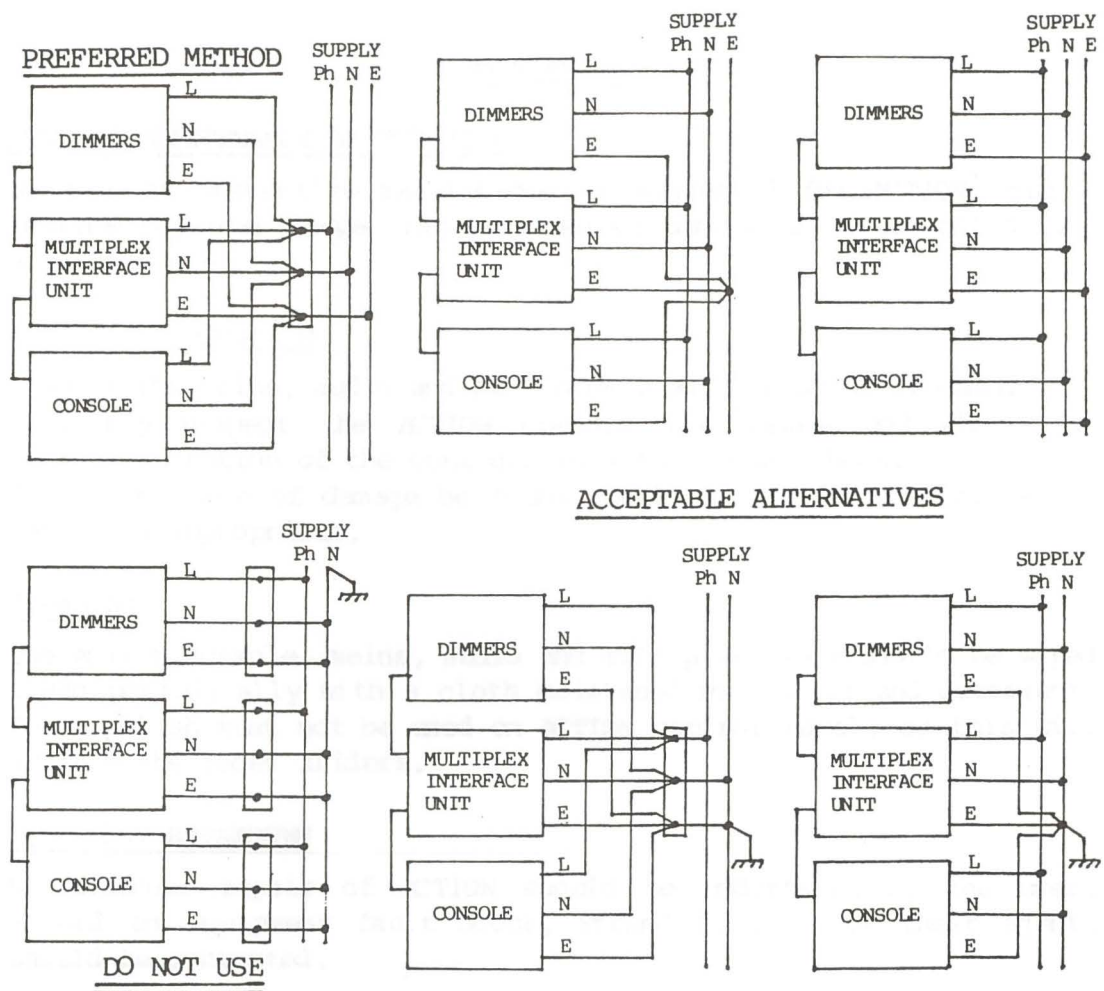 PREFERRED METHOD
SUPPLY
Ph N E
L
DIMMERS
N
E
L
MULTIPLEX
INTERFACE
UNIT
N
E
L
CONSOLE
N
E
SUPPLY
Ph N E
L
DIMMERS
N
E
L
MULTIPLEX
INTERFACE
UNIT
N
E
L
CONSOLE
N
E
SUPPLY
Ph N E
L
DIMMERS
N
E
L
MULTIPLEX
INTERFACE
UNIT
N
E
L
CONSOLE
N
E
ACCEPTABLE ALTERNATIVES
SUPPLY
Ph N
L
DIMMERS
N
E
L
MULTIPLEX
INTERFACE
UNIT
N
E
L
CONSOLE
N
E
DO NOT USE
SUPPLY
Ph N
L
DIMMERS
N
E
L
MULTIPLEX
INTERFACE
UNIT
N
E
L
CONSOLE
N
E
SUPPLY
Ph N
L
DIMMERS
N
E
L
MULTIPLEX
INTERFACE
UNIT
N
E
L
CONSOLE
N
E